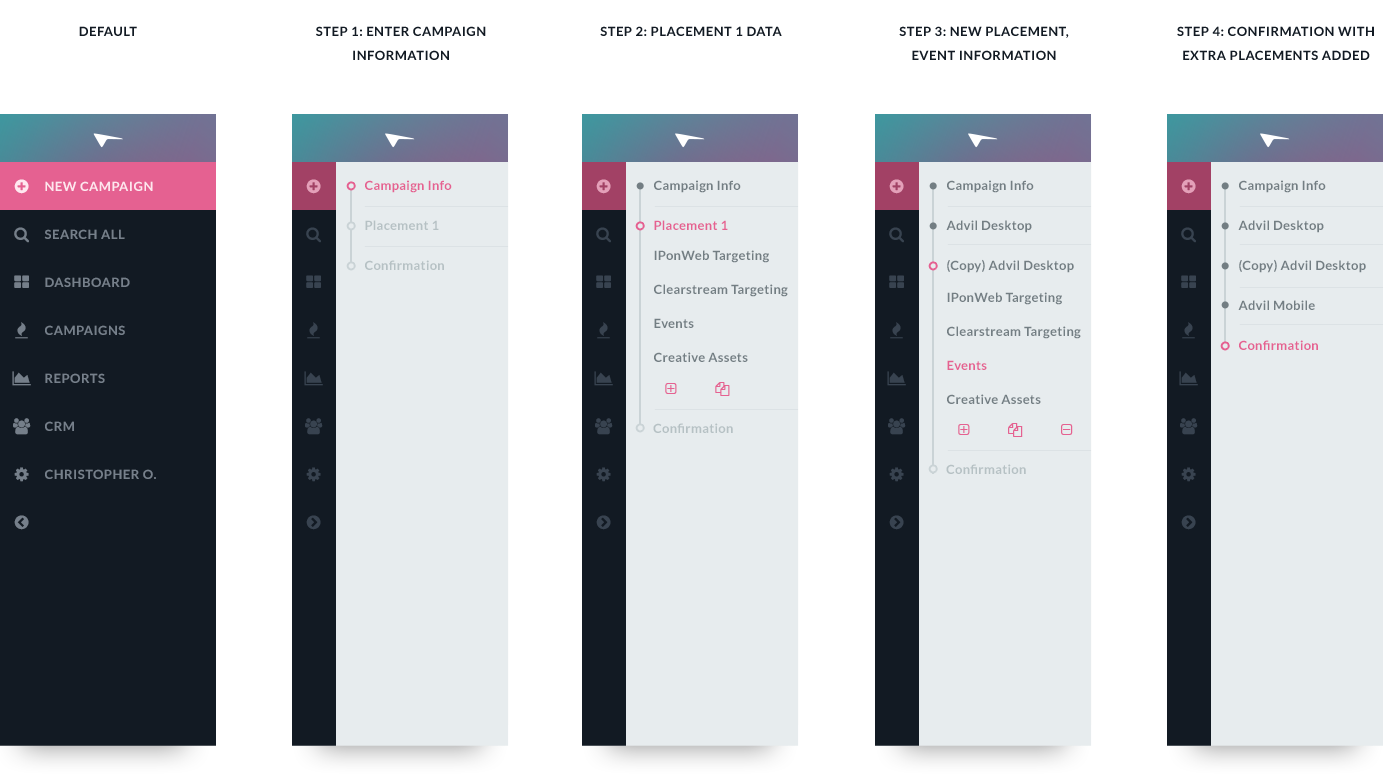 DEFAULT
STEP 1: ENTER CAMPAIGN
INFORMATION
STEP 2: PLACEMENT 1 DATA
STEP 3: NEW PLACEMENT,
EVENT INFORMATION
STEP 4: CONFIRMATION WITH
EXTRA PLACEMENTS ADDED
NEW CAMPAIGN
SEARCH ALL
DASHBOARD
CAMPAIGNS
REPORTS
CRM
CHRISTOPHER O.
Campaign Info
Placement 1
Confirmation
Campaign Info
Placement 1
IPonWeb Targeting
Clearstream Targeting
Events
Creative Assets
Confirmation
Campaign Info
Advil Desktop
(Copy) Advil Desktop
IPonWeb Targeting
Clearstream Targeting
Events
Creative Assets
Confirmation
Campaign Info
Advil Desktop
(Copy) Advil Desktop
Advil Mobile
Confirmation